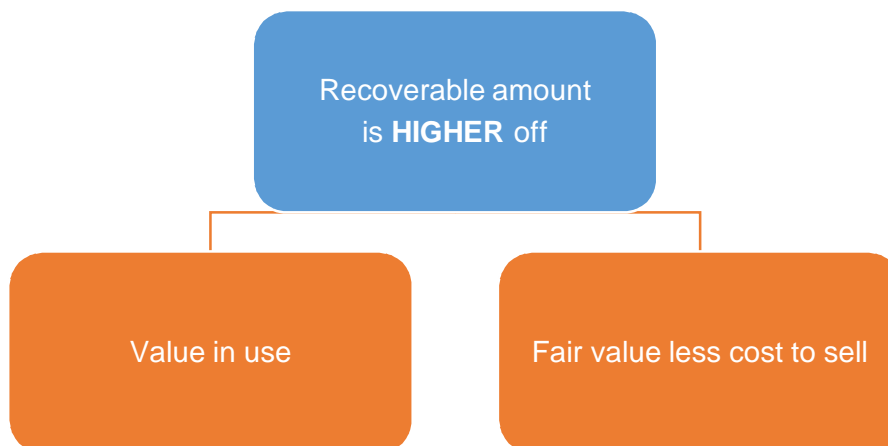 Recoverable amount
is HIGHER off
Value in use
Fair value less cost to sell